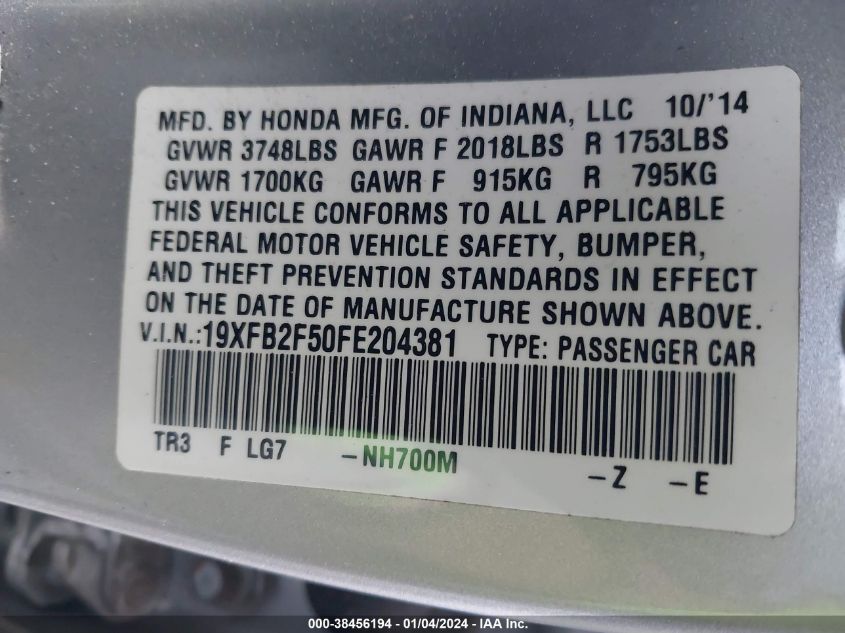 MFD. BY HONDA MFG. OF INDIANA, LLC 10/'14
GVWR 3748LBS GAWR F 2018LBS R 1753LBS
GVWR 1700KG GAWR F 915KG R 795KG
THIS VEHICLE CONFORMS TO ALL APPLICABLE
FEDERAL MOTOR VEHICLE SAFETY, BUMPER,
AND THEFT PREVENTION STANDARDS IN EFFECT
ON THE DATE OF MANUFACTURE SHOWN ABOVE.
V.I.N.:19XFB2F50FE204381 TYPE: PASSENGER CAR
TR3 F LG7 -NH700M -Z -E
000-38456194 - 01/04/2024 - IAA Inc.